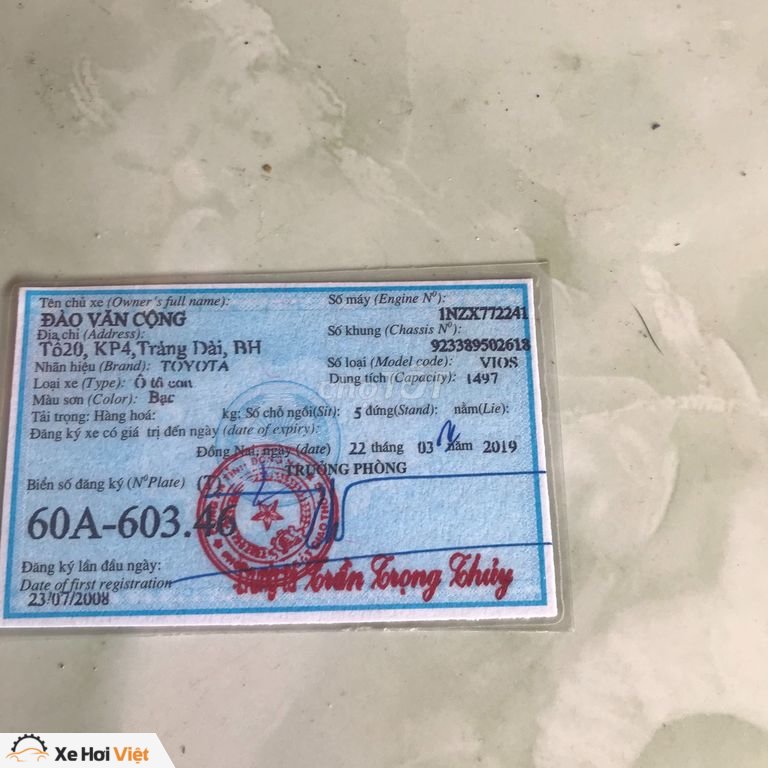 Tên chủ xe (Owner's full name):
ĐÀO VĂN CỘNG
Địa chỉ (Address):
Tổ20, KP4,Trảng Dài, BH
Nhãn hiệu (Brand): TOYOTA
Loại xe (Type): Ô tô con
Màu sơn (Color): Bạc
Số máy (Engine Nº):
1NZX772241
Số khung (Chassis Nº):
923389502618
Số loại (Model code): VIOS
Dung tích (Capacity): 1497
Tải trọng: Hàng hoá: kg: Số chỗ ngồi(Sit): 5 đứng(Stand): nằm(Lie):
Đăng ký xe có giá trị đến ngày (date of expiry):
Đồng Nai, ngày (date) 22 tháng 03 năm 2019
TRƯỞNG PHÒNG
Biển số đăng ký (NºPlate) (T)
60A-603.46
Đăng ký lần đầu ngày:
Date of first registration
23/07/2008
Trần Trọng Thủy
Xe Hơi Việt